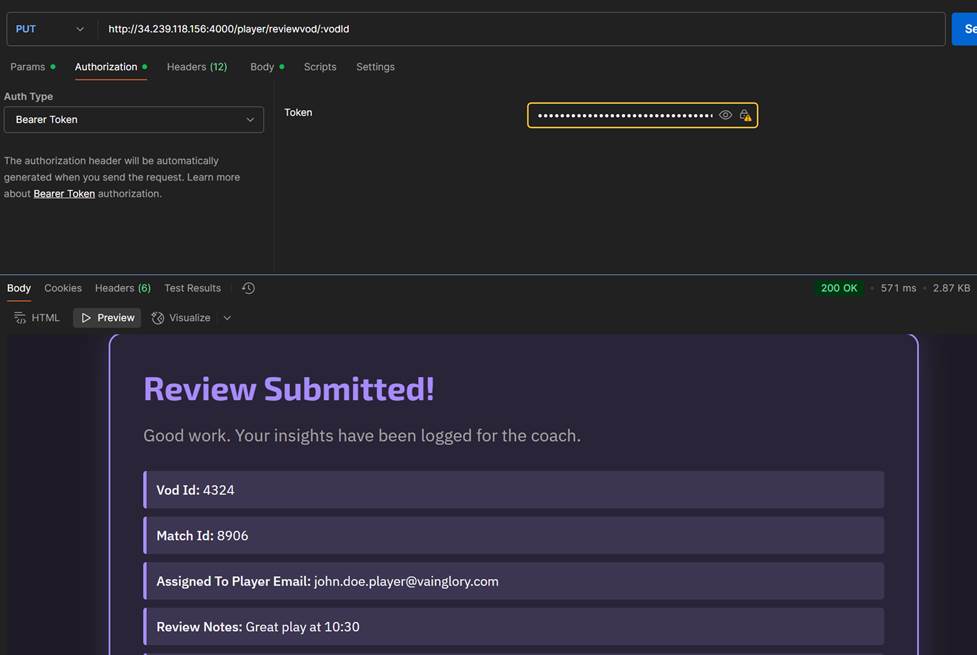 PUT http://34.239.118.156:4000/player/reviewvod/:vodId Se
Params Authorization Headers (12) Body Scripts Settings
Auth Type
Bearer Token
Token
The authorization header will be automatically
generated when you send the request. Learn more
about Bearer Token authorization.
Body Cookies Headers (6) Test Results 200 OK 571 ms 2.87 KB
HTML Preview Visualize
Review Submitted!
Good work. Your insights have been logged for the coach.
Vod Id: 4324
Match Id: 8906
Assigned To Player Email: john.doe.player@vainglory.com
Review Notes: Great play at 10:30